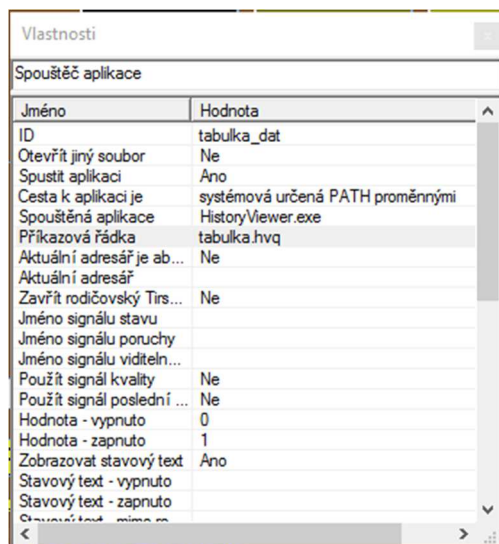 Vlastnosti
Spouštěč aplikace
Jméno Hodnota
ID tabulka_dat
Otevřít jiný soubor Ne
Spustit aplikaci Ano
Cesta k aplikaci je systémová určená PATH proměnnými
Spouštěná aplikace HistoryViewer.exe
Příkazová řádka tabulka.hvq
Aktuální adresář je ab... Ne
Aktuální adresář
Zavřít rodičovský Tirs... Ne
Jméno signálu stavu
Jméno signálu poruchy
Jméno signálu viditeln...
Použít signál kvality Ne
Použít signál poslední ... Ne
Hodnota - vypnuto 0
Hodnota - zapnuto 1
Zobrazovat stavový text Ano
Stavový text - vypnuto
Stavový text - zapnuto
Stavový text - mimo